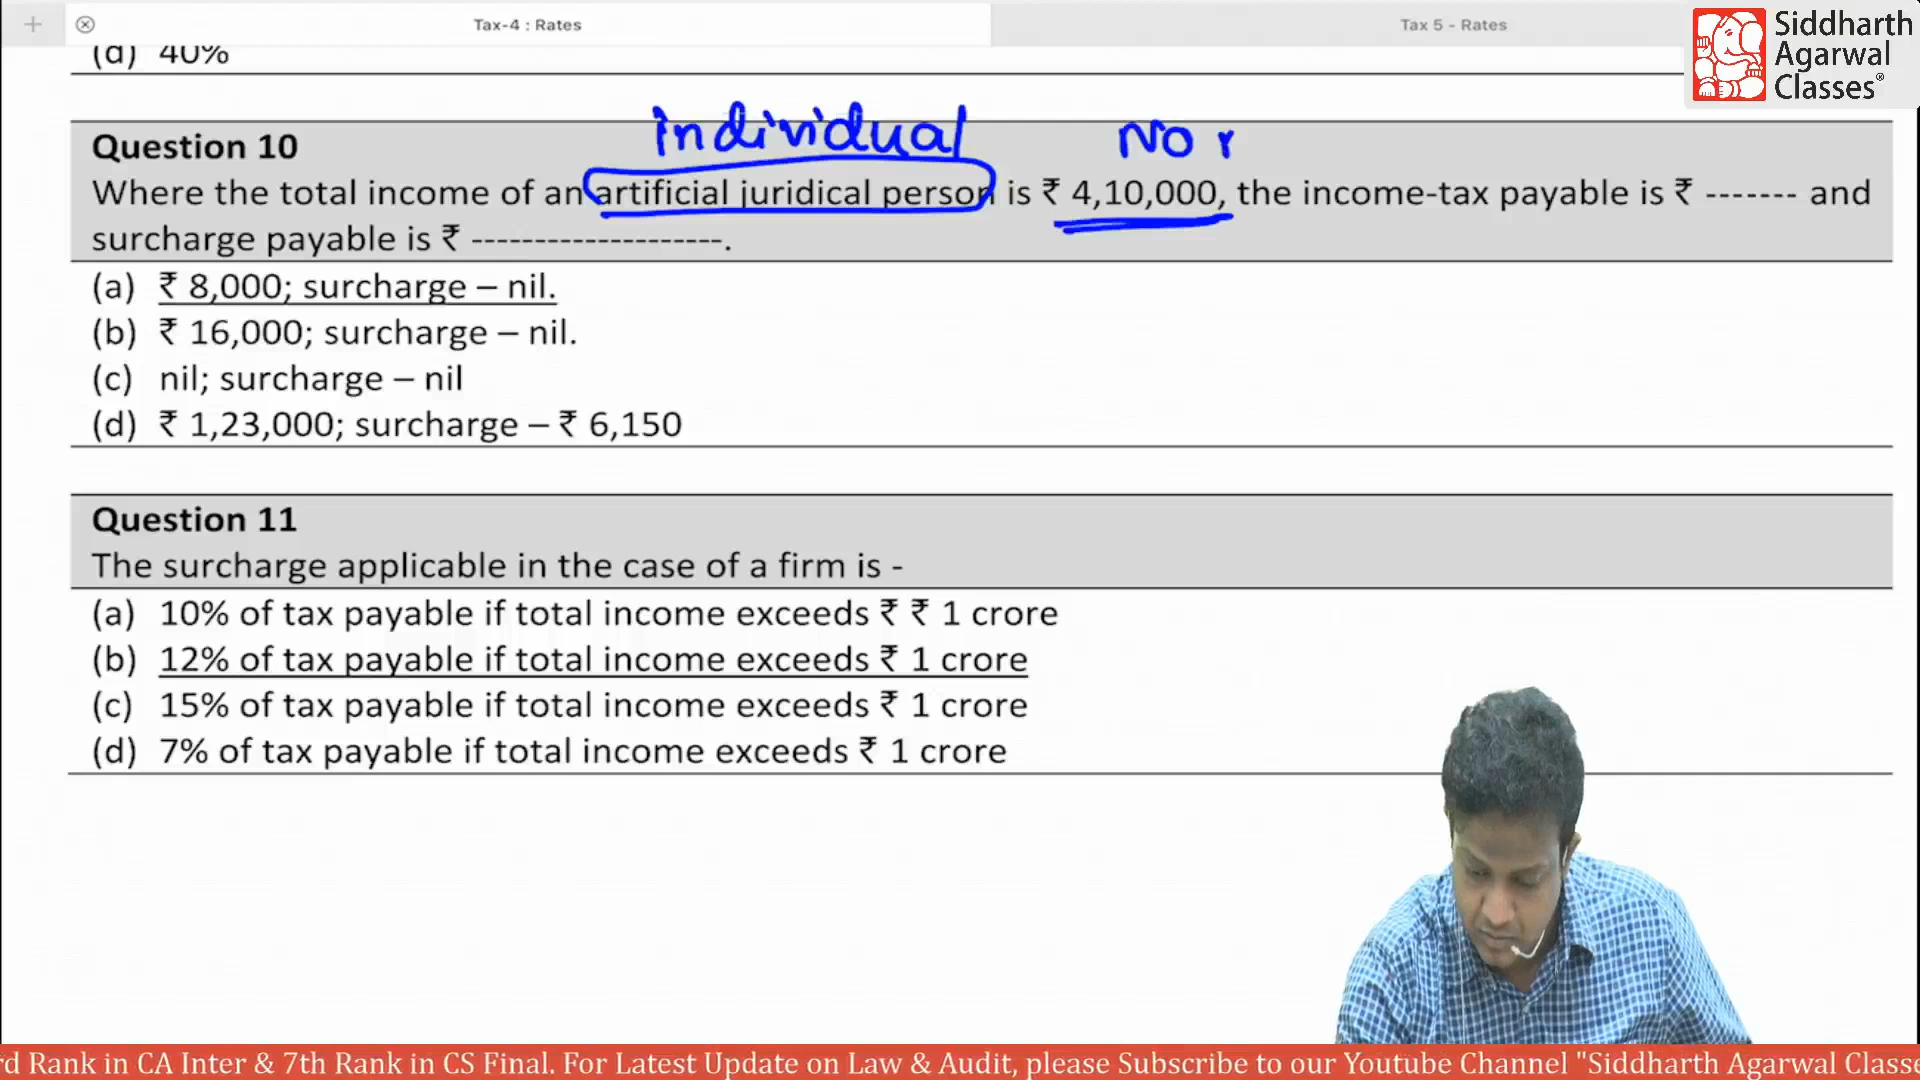 Tax-4 : Rates
Tax 5 - Rates
Siddharth
Agarwal
Classes®
(d) 40%
Individual No
Question 10
Where the total income of an artificial juridical person is ₹ 4,10,000, the income-tax payable is ₹ ------- and
surcharge payable is ₹ ---------------------.
(a) ₹ 8,000; surcharge – nil.
(b) ₹ 16,000; surcharge – nil.
(c) nil; surcharge – nil
(d) ₹ 1,23,000; surcharge – ₹ 6,150
Question 11
The surcharge applicable in the case of a firm is -
(a) 10% of tax payable if total income exceeds ₹ ₹ 1 crore
(b) 12% of tax payable if total income exceeds ₹ 1 crore
(c) 15% of tax payable if total income exceeds ₹ 1 crore
(d) 7% of tax payable if total income exceeds ₹ 1 crore
rd Rank in CA Inter & 7th Rank in CS Final. For Latest Update on Law & Audit, please Subscribe to our Youtube Channel "Siddharth Agarwal Classe